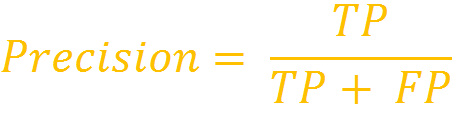 Precision = TP / TP + FP